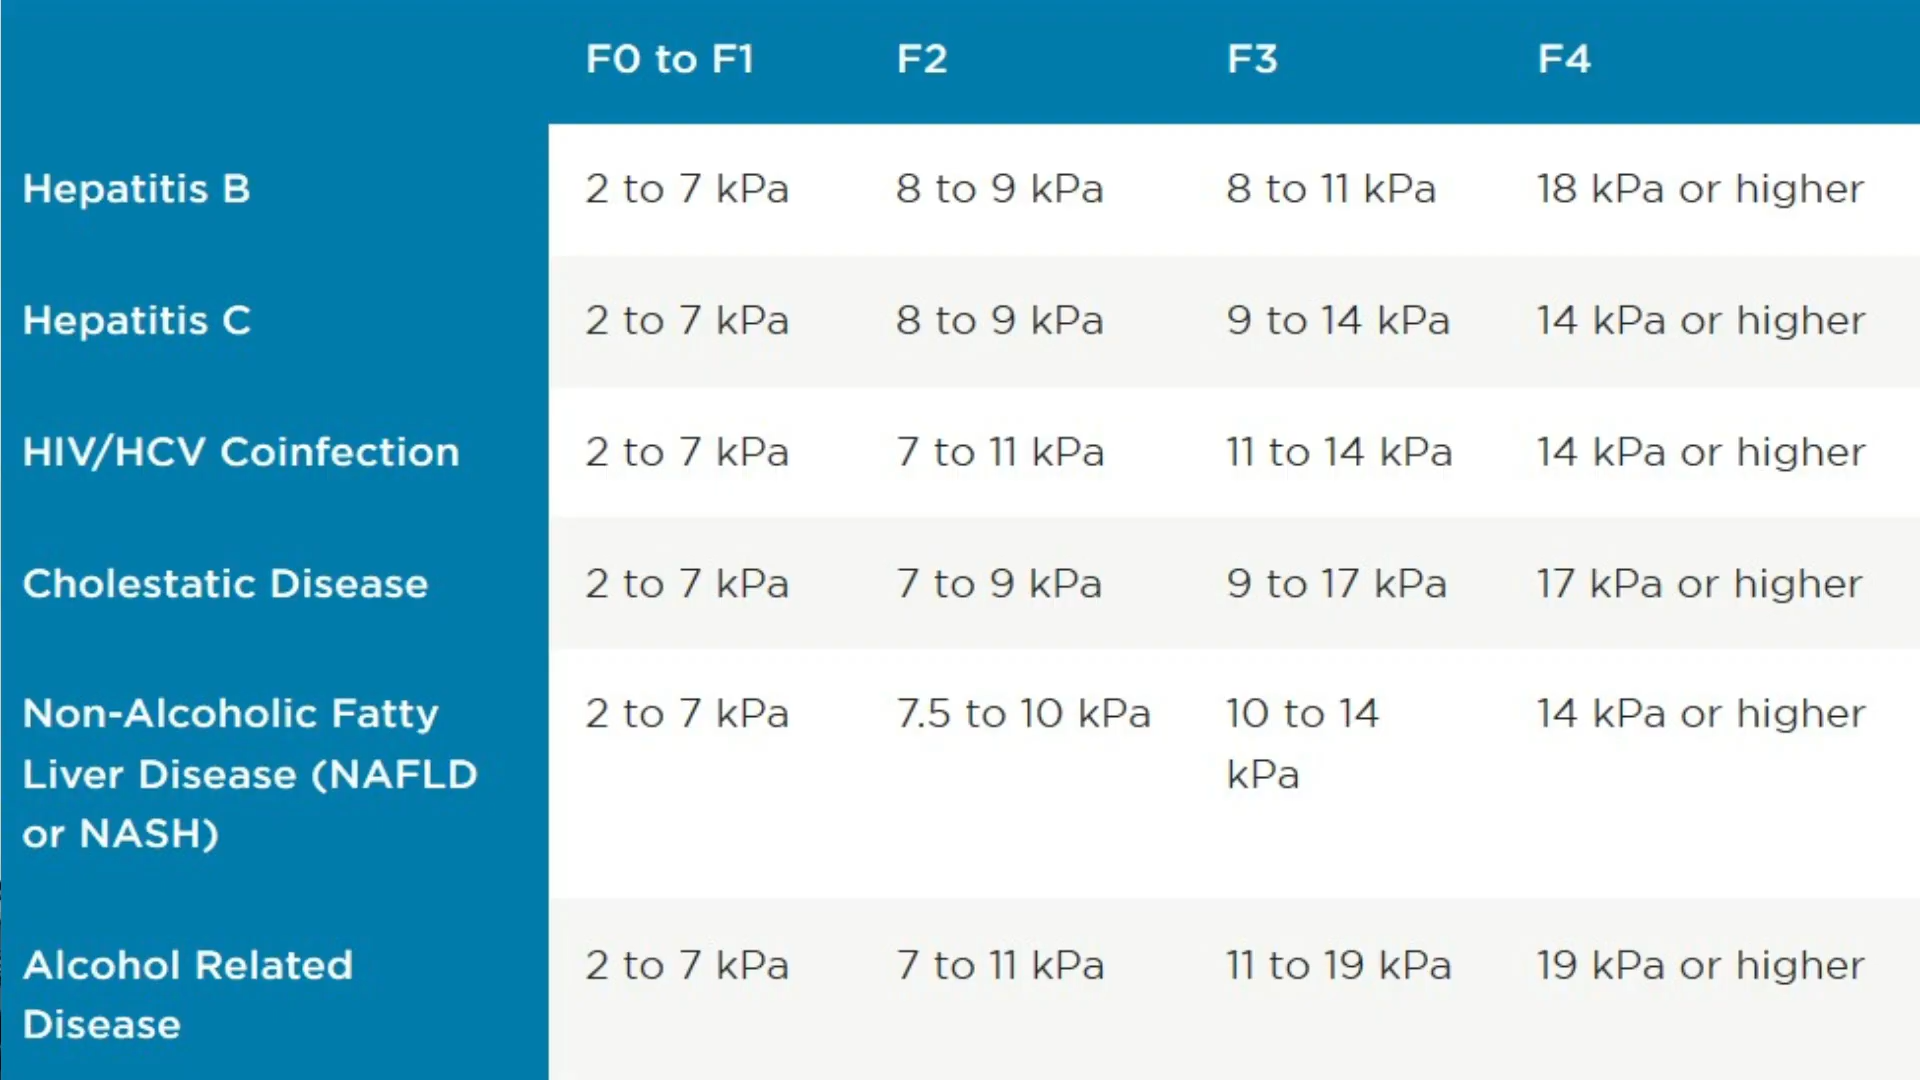 F0 to F1 F2 F3 F4
Hepatitis B 2 to 7 kPa 8 to 9 kPa 8 to 11 kPa 18 kPa or higher
Hepatitis C 2 to 7 kPa 8 to 9 kPa 9 to 14 kPa 14 kPa or higher
HIV/HCV Coinfection 2 to 7 kPa 7 to 11 kPa 11 to 14 kPa 14 kPa or higher
Cholestatic Disease 2 to 7 kPa 7 to 9 kPa 9 to 17 kPa 17 kPa or higher
Non-Alcoholic Fatty 2 to 7 kPa 7.5 to 10 kPa 10 to 14 14 kPa or higher
Liver Disease (NAFLD kPa
or NASH)
Alcohol Related 2 to 7 kPa 7 to 11 kPa 11 to 19 kPa 19 kPa or higher
Disease